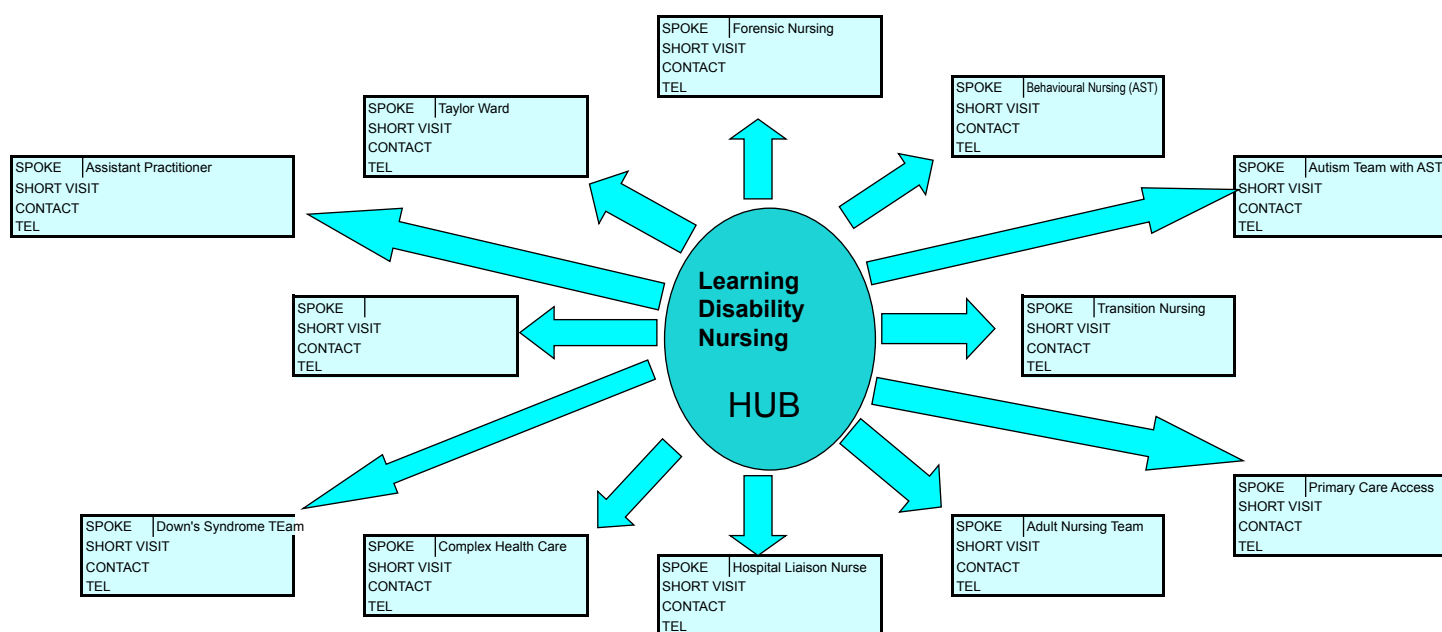 SPOKE Forensic Nursing
SHORT VISIT
CONTACT
TEL
SPOKE Behavioural Nursing (AST)
SHORT VISIT
CONTACT
TEL
SPOKE Taylor Ward
SHORT VISIT
CONTACT
TEL
SPOKE Assistant Practitioner
SHORT VISIT
CONTACT
TEL
SPOKE Autism Team with AST
SHORT VISIT
CONTACT
TEL
Learning
Disability
Nursing
HUB
SPOKE
SHORT VISIT
CONTACT
TEL
SPOKE Transition Nursing
SHORT VISIT
CONTACT
TEL
SPOKE Primary Care Access
SHORT VISIT
CONTACT
TEL
SPOKE Down's Syndrome TEam
SHORT VISIT
CONTACT
TEL
SPOKE Complex Health Care
SHORT VISIT
CONTACT
TEL
SPOKE Hospital Liaison Nurse
SHORT VISIT
CONTACT
TEL
SPOKE Adult Nursing Team
SHORT VISIT
CONTACT
TEL